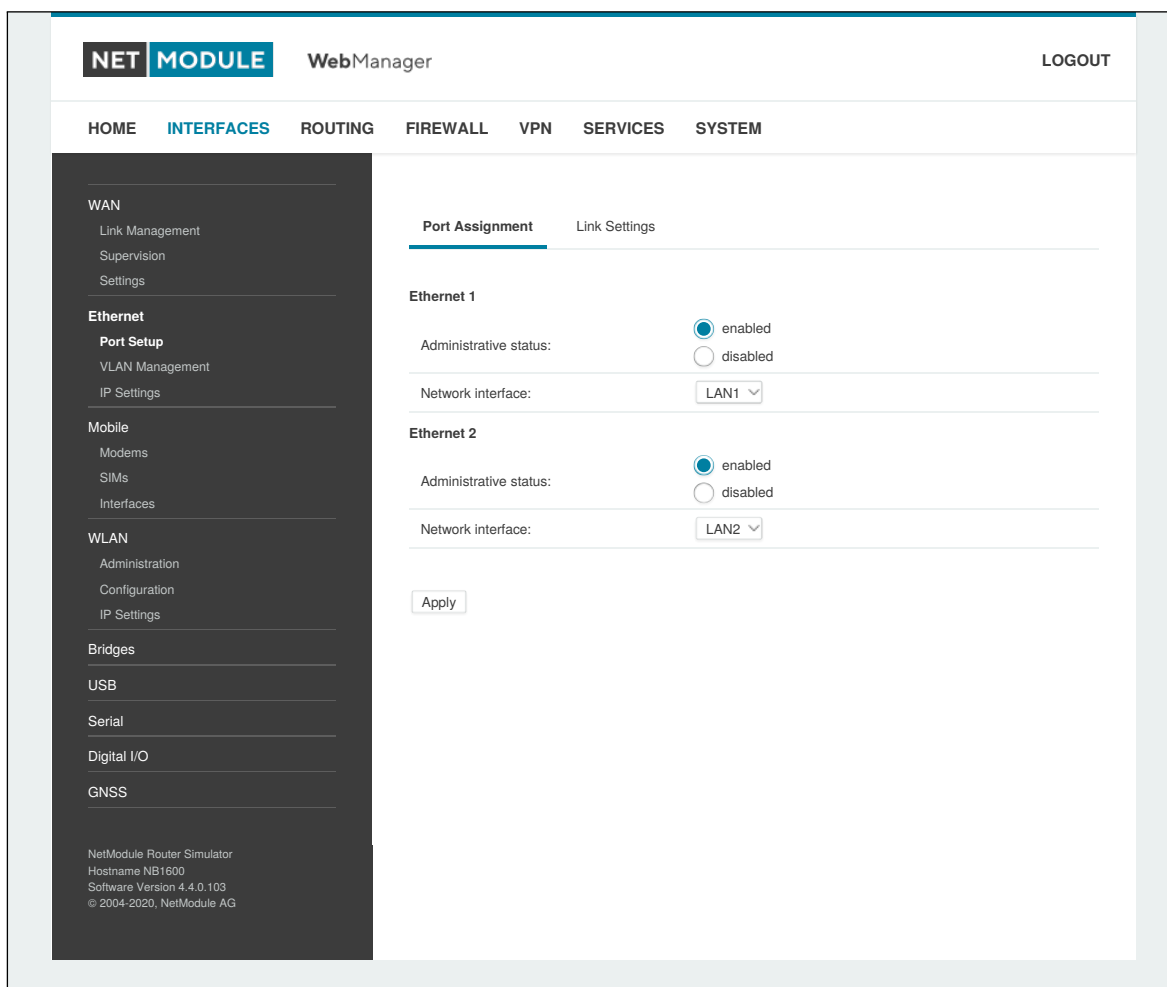 NET MODULE WebManager LOGOUT
HOME INTERFACES ROUTING FIREWALL VPN SERVICES SYSTEM
WAN
Link Management
Supervision
Settings
Ethernet
Port Setup
VLAN Management
IP Settings
Mobile
Modems
SIMs
Interfaces
WLAN
Administration
Configuration
IP Settings
Bridges
USB
Serial
Digital I/O
GNSS
NetModule Router Simulator
Hostname NB1600
Software Version 4.4.0.103
© 2004-2020, NetModule AG
Port Assignment Link Settings
Ethernet 1
Administrative status:
enabled
disabled
Network interface: LAN1
Ethernet 2
Administrative status:
enabled
disabled
Network interface: LAN2
Apply